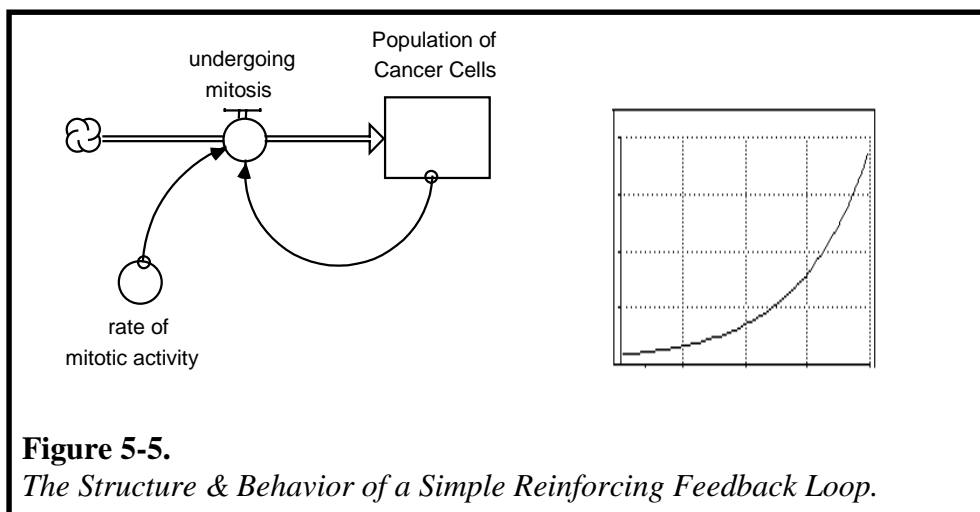 undergoing
mitosis
Population of
Cancer Cells
rate of
mitotic activity
Figure 5-5.
The Structure & Behavior of a Simple Reinforcing Feedback Loop.